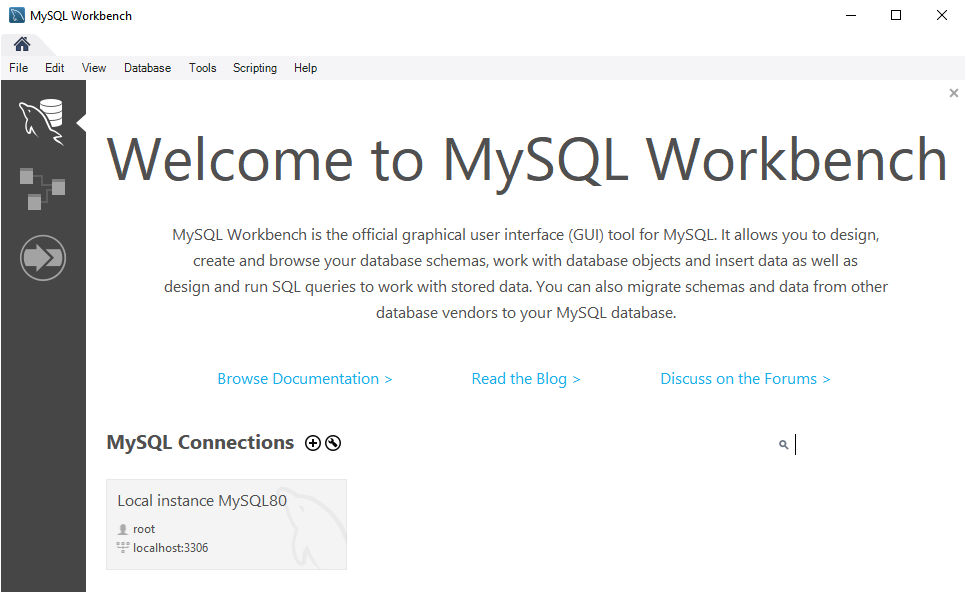 MySQL Workbench
File Edit View Database Tools Scripting Help
Welcome to MySQL Workbench
MySQL Workbench is the official graphical user interface (GUI) tool for MySQL. It allows you to design,
create and browse your database schemas, work with database objects and insert data as well as
design and run SQL queries to work with stored data. You can also migrate schemas and data from other
database vendors to your MySQL database.
Browse Documentation > Read the Blog > Discuss on the Forums >
MySQL Connections
Local instance MySQL80
root
localhost:3306